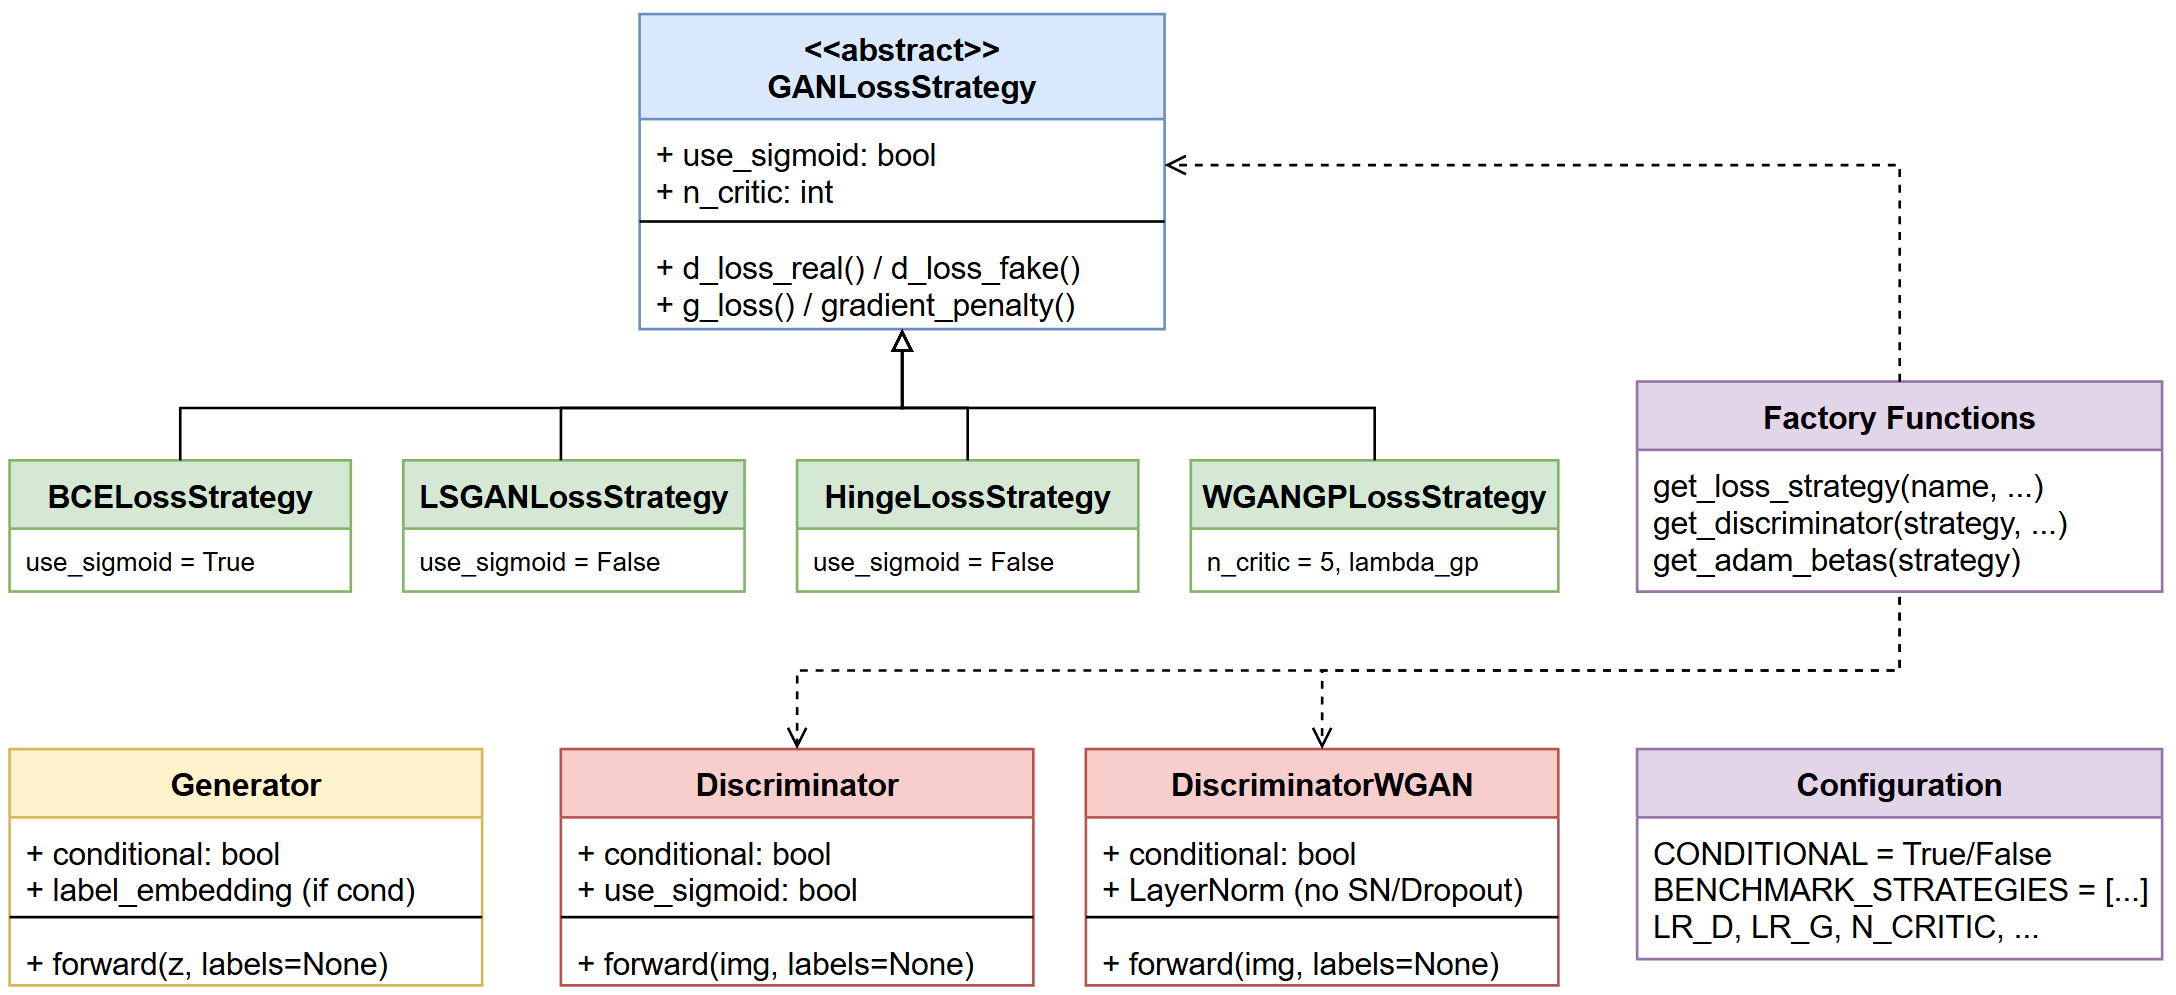 <<abstract>>
GANLossStrategy
+ use_sigmoid: bool
+ n_critic: int
+ d_loss_real() / d_loss_fake()
+ g_loss() / gradient_penalty()
BCELossStrategy
use_sigmoid = True
LSGANLossStrategy
use_sigmoid = False
HingeLossStrategy
use_sigmoid = False
WGANGPLossStrategy
n_critic = 5, lambda_gp
Factory Functions
get_loss_strategy(name, ...)
get_discriminator(strategy, ...)
get_adam_betas(strategy)
Generator
+ conditional: bool
+ label_embedding (if cond)
+ forward(z, labels=None)
Discriminator
+ conditional: bool
+ use_sigmoid: bool
+ forward(img, labels=None)
DiscriminatorWGAN
+ conditional: bool
+ LayerNorm (no SN/Dropout)
+ forward(img, labels=None)
Configuration
CONDITIONAL = True/False
BENCHMARK_STRATEGIES = [...]
LR_D, LR_G, N_CRITIC, ...